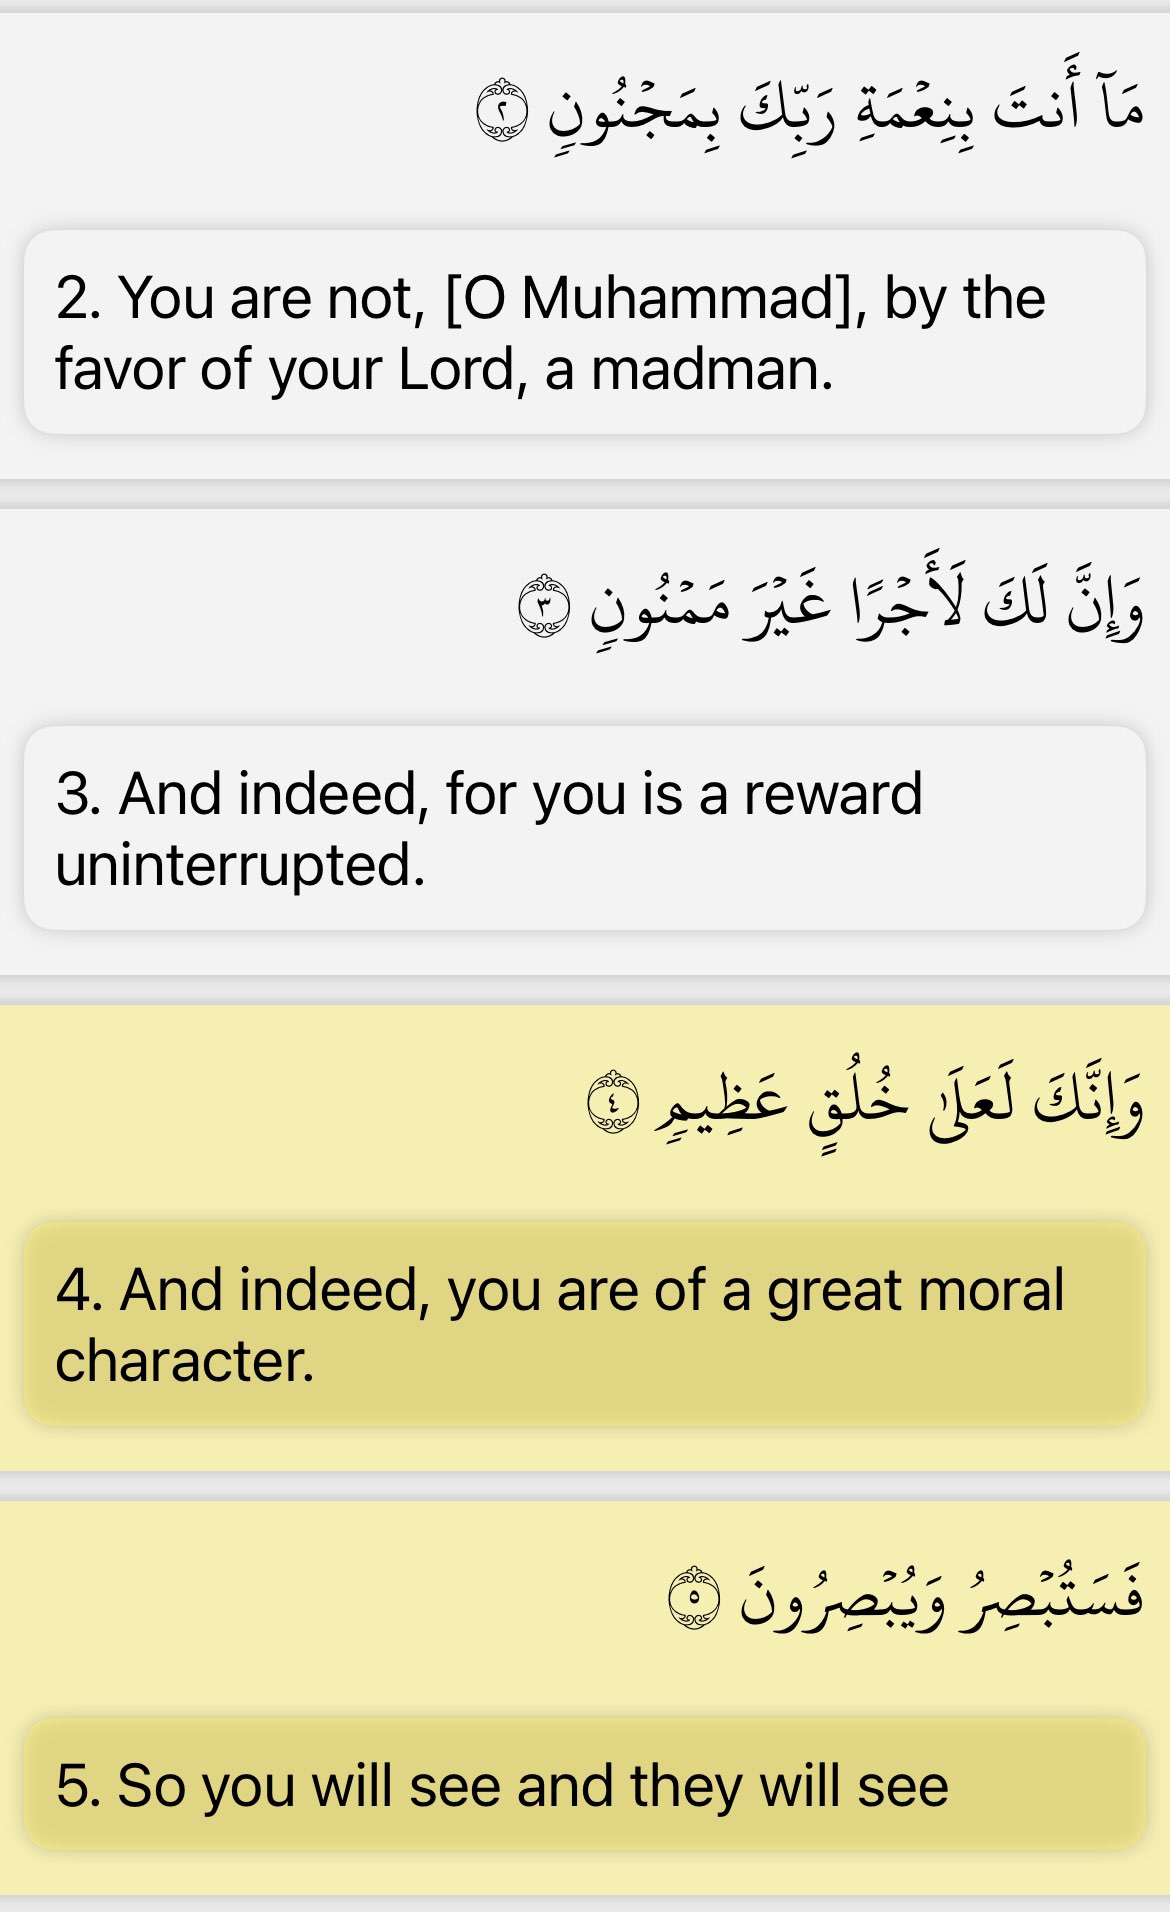 مَآ أَنتَ بِنِعۡمَةِ رَبِّكَ بِمَجۡنُونٖ ٢
2. You are not, [O Muhammad], by the
favor of your Lord, a madman.
وَإِنَّ لَكَ لَأَجۡرًا غَيۡرَ مَمۡنُونٖ ٣
3. And indeed, for you is a reward
uninterrupted.
وَإِنَّكَ لَعَلَىٰ خُلُقٍ عَظِيمٖ ٤
4. And indeed, you are of a great moral
character.
فَسَتُبۡصِرُ وَيُبۡصِرُونَ ٥
5. So you will see and they will see